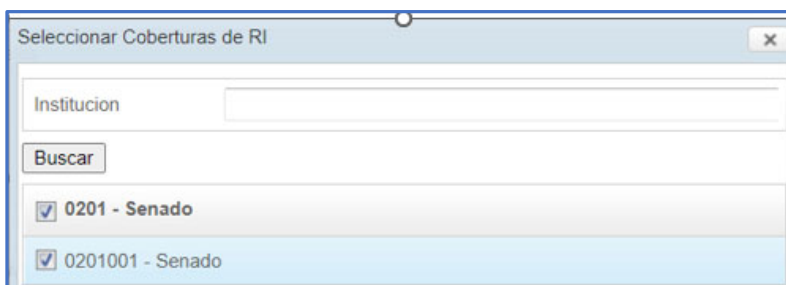 Seleccionar Coberturas de RI
Institucion
Buscar
0201 - Senado
0201001 - Senado